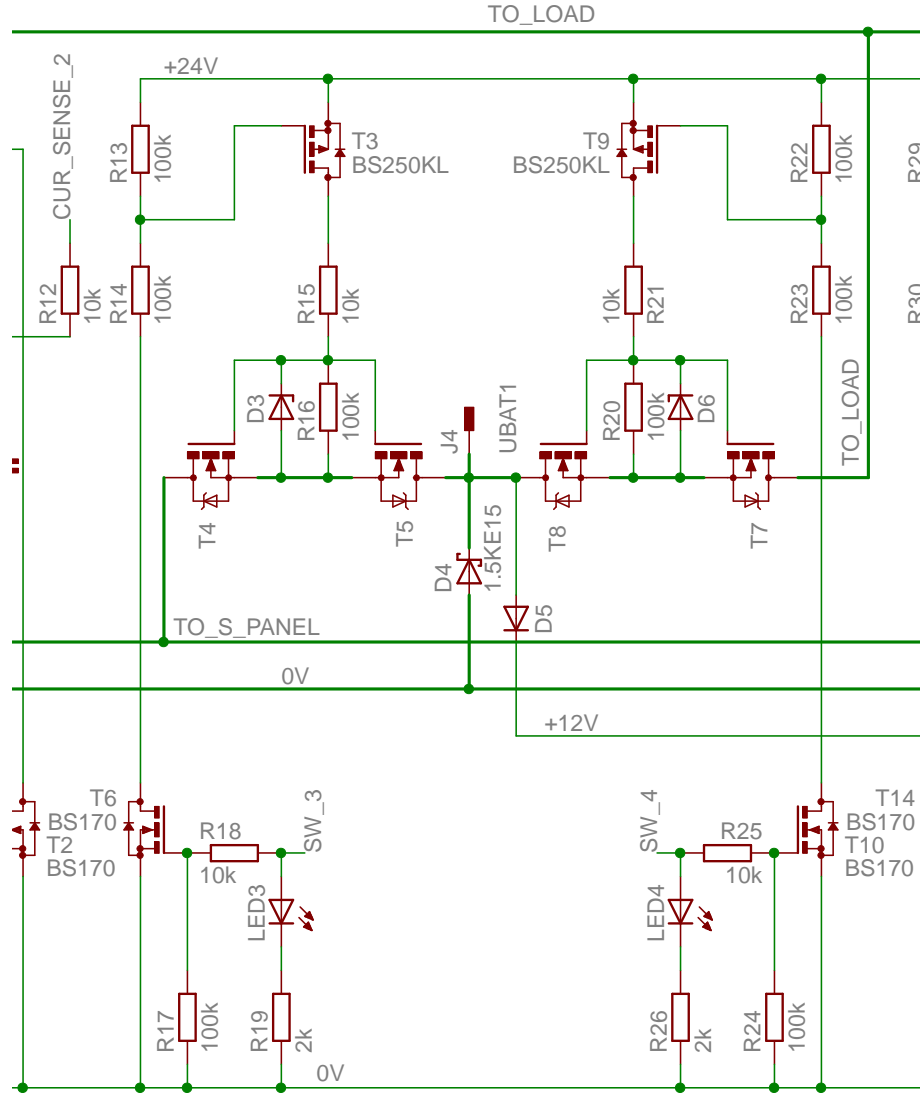 TO_LOAD
+24V
CUR_SENSE_2
R13
100k
T3
BS250KL
T9
BS250KL
R22
100k
R29
R12
10k
R14
100k
R15
10k
10k
R21
R23
100k
R30
D3
R16
100k
J4
UBAT1
R20
100k
D6
TO_LOAD
T4
T5
T8
T7
D4
1.5KE15
D5
TO_S_PANEL
0V
+12V
T6
BS170
T2
BS170
R18
10k
SW_3
SW_4
R25
10k
T14
BS170
T10
BS170
LED3
LED4
R17
100k
R19
2k
R26
2k
R24
100k
0V